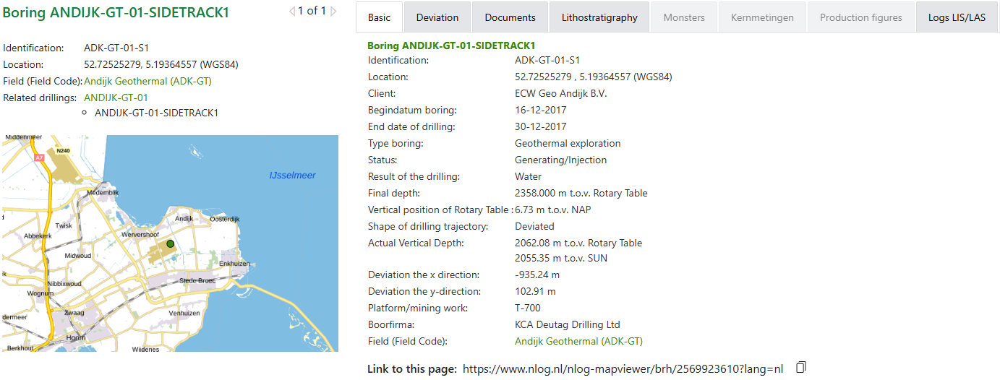 Boring ANDIJK-GT-01-SIDETRACK1
1 of 1
Identification: ADK-GT-01-S1
Location: 52.72525279, 5.19364557 (WGS84)
Field (Field Code): Andijk Geothermal (ADK-GT)
Related drillings: ANDIJK-GT-01
ANDIJK-GT-01-SIDETRACK1
Middenmeer
N240
A7
IJsselmeer
Medemblik
Andijk
Oosterdijk
Twisk
Wervershoof
Abbekerk
Midwoud
Enkhuizen
Stede Broec
Nibbixwoud
Wognum
Zwaag
Venhuizen
Hoorn
Berkhout
Wijdenes
Basic Deviation Documents Lithostratigraphy Monsters Kernmetingen Production figures Logs LIS/LAS
Boring ANDIJK-GT-01-SIDETRACK1
Identification: ADK-GT-01-S1
Location: 52.72525279 , 5.19364557 (WGS84)
Client: ECW Geo Andijk B.V.
Begindatum boring: 16-12-2017
End date of drilling: 30-12-2017
Type boring: Geothermal exploration
Status: Generating/Injection
Result of the drilling: Water
Final depth: 2358.000 m t.o.v. Rotary Table
Vertical position of Rotary Table : 6.73 m t.o.v. NAP
Shape of drilling trajectory: Deviated
Actual Vertical Depth: 2062.08 m t.o.v. Rotary Table
2055.35 m t.o.v. SUN
Deviation the x direction: -935.24 m
Deviation the y-direction: 102.91 m
Platform/mining work: T-700
Boorfirma: KCA Deutag Drilling Ltd
Field (Field Code): Andijk Geothermal (ADK-GT)
Link to this page: https://www.nlog.nl/nlog-mapviewer/brh/2569923610?lang=nl